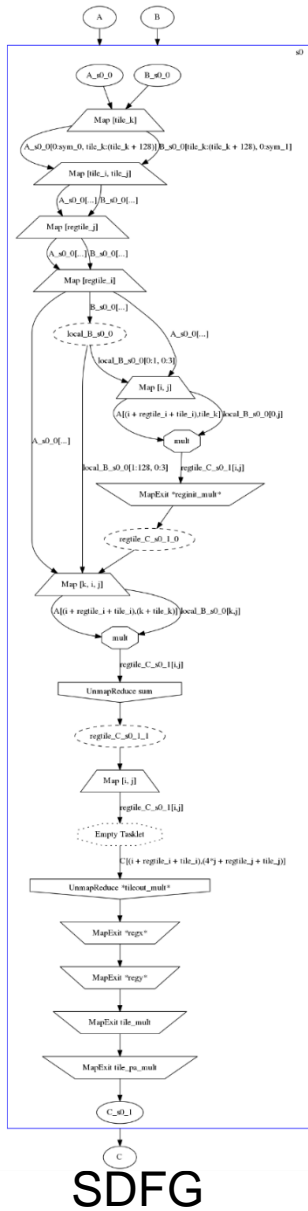 A
B
s0
A_s0_0
B_s0_0
Map [tile_k]
A_s0_0[0:sym_0, tile_k:(tile_k + 128)]
B_s0_0[tile_k:(tile_k + 128), 0:sym_1]
Map [tile_i, tile_j]
A_s0_0[...]
B_s0_0[...]
Map [regtile_j]
A_s0_0[...]
B_s0_0[...]
Map [regtile_i]
B_s0_0[...]
local_B_s0_0
A_s0_0[...]
local_B_s0_0[0:1, 0:3]
Map [i, j]
A[(i + regtile_i + tile_i),tile_k]
local_B_s0_0[0,j]
mult
A_s0_0[...]
local_B_s0_0[1:128, 0:3]
regtile_C_s0_1[i,j]
MapExit *reginit_mult*
regtile_C_s0_1_0
Map [k, i, j]
A[(i + regtile_i + tile_i),(k + tile_k)]
local_B_s0_0[k,j]
mult
regtile_C_s0_1[i,j]
UnmapReduce sum
regtile_C_s0_1_1
Map [i, j]
regtile_C_s0_1[i,j]
Empty Tasklet
C[(i + regtile_i + tile_i),(4*j + regtile_j + tile_j)]
UnmapReduce *tileout_mult*
MapExit *regx*
MapExit *regy*
MapExit tile_mult
MapExit tile_pu_mult
C_s0_1
C
SDFG